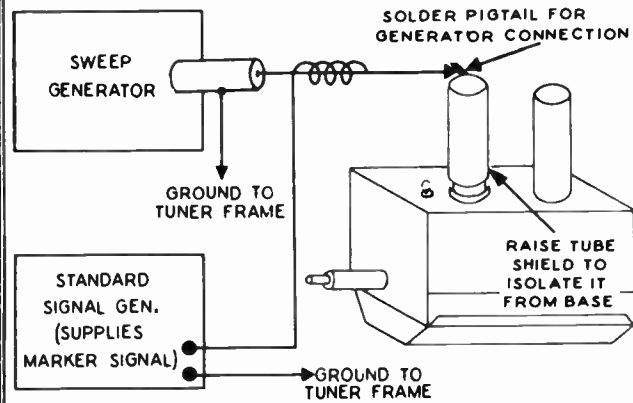 SOLDER PIGTAIL FOR
GENERATOR CONNECTION
SWEEP
GENERATOR
GROUND TO
TUNER FRAME
RAISE TUBE
SHIELD TO
ISOLATE IT
FROM BASE
STANDARD
SIGNAL GEN.
(SUPPLIES
MARKER SIGNAL)
GROUND TO
TUNER FRAME